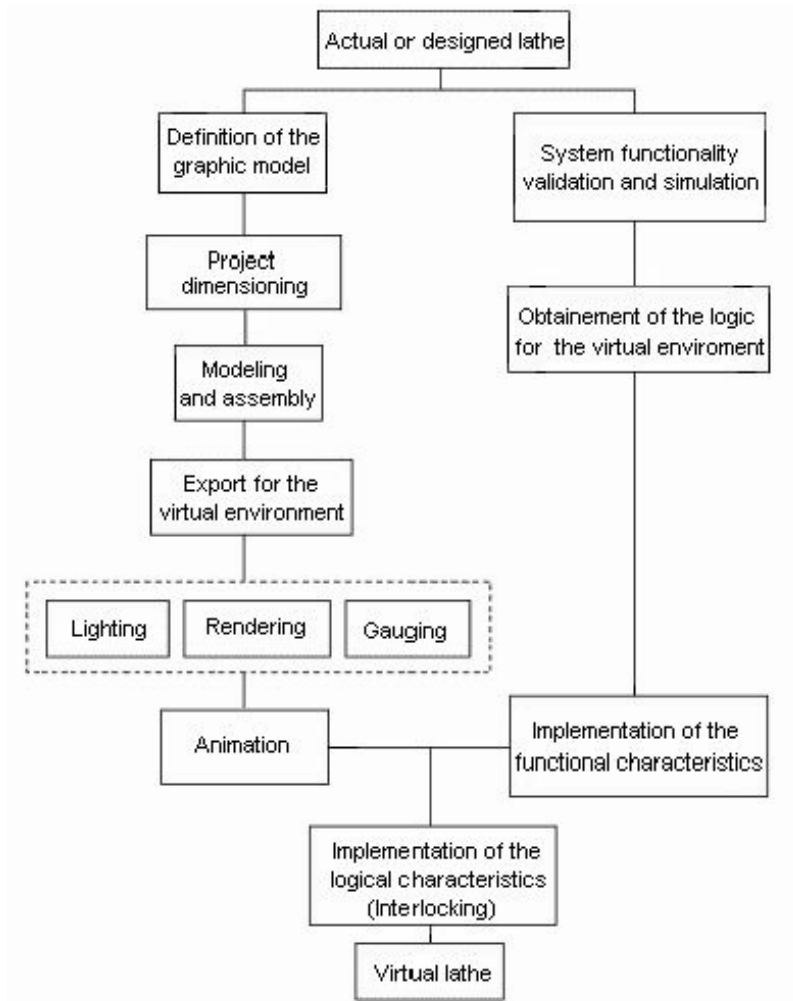 Actual or designed lathe
Definition of the
graphic model
System functionality
validation and simulation
Project
dimensioning
Obtainement of the logic
for the virtual enviroment
Modeling
and assembly
Export for the
virtual environment
Lighting
Rendering
Gauging
Animation
Implementation of the
functional characteristics
Implementation of the
logical characteristics
(Interlocking)
Virtual lathe